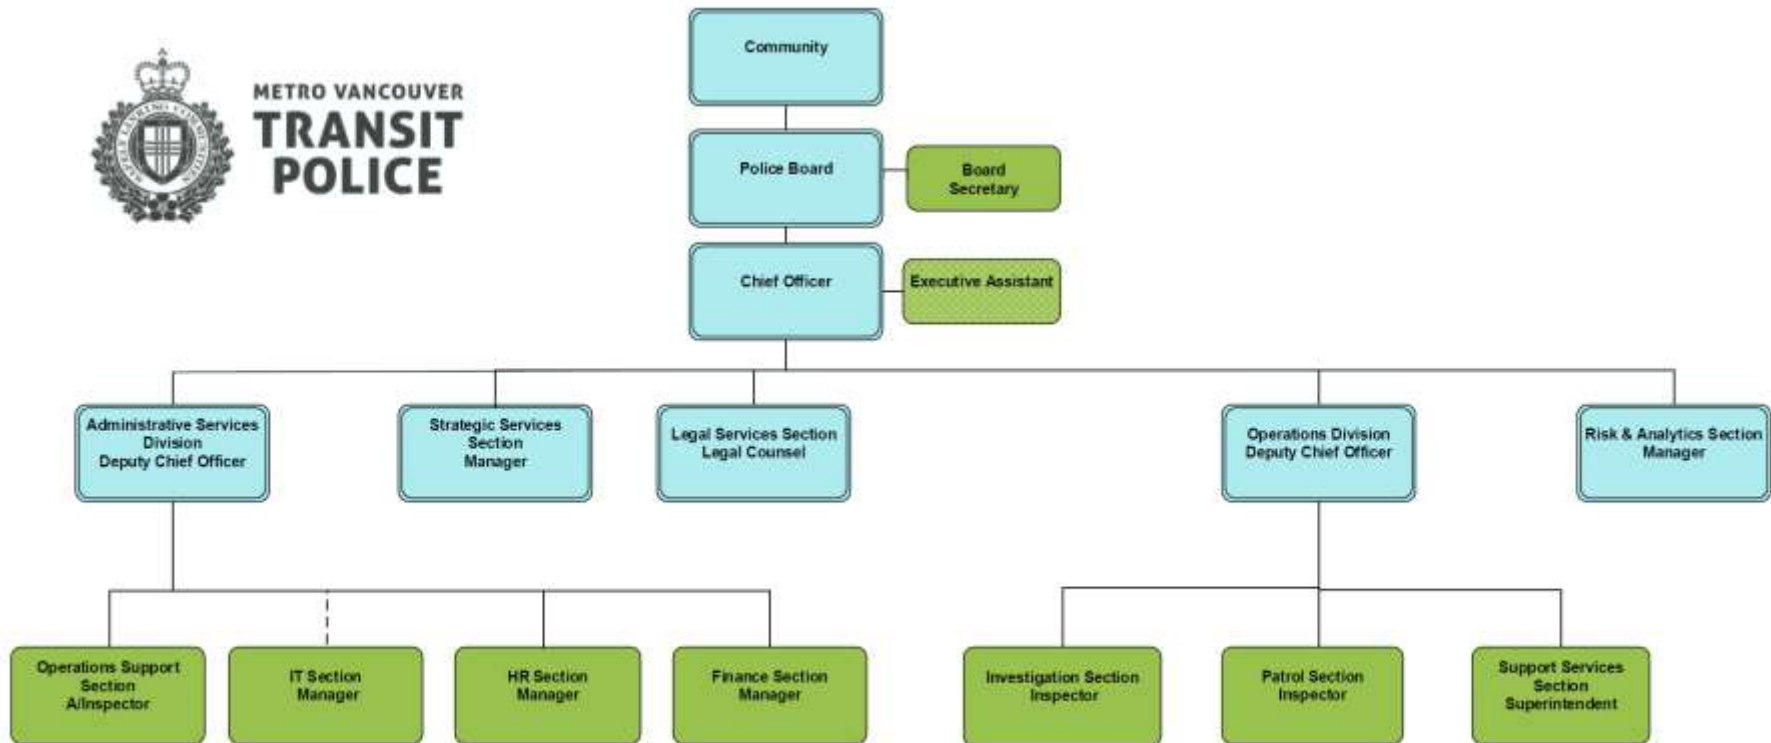 METRO VANCOUVER
TRANSIT
POLICE
Community
Police Board
Board
Secretary
Chief Officer
Executive Assistant
Administrative Services
Division
Deputy Chief Officer
Strategic Services
Section
Manager
Legal Services Section
Legal Counsel
Operations Division
Deputy Chief Officer
Risk & Analytics Section
Manager
Operations Support
Section
A/Inspector
IT Section
Manager
HR Section
Manager
Finance Section
Manager
Investigation Section
Inspector
Patrol Section
Inspector
Support Services
Section
Superintendent